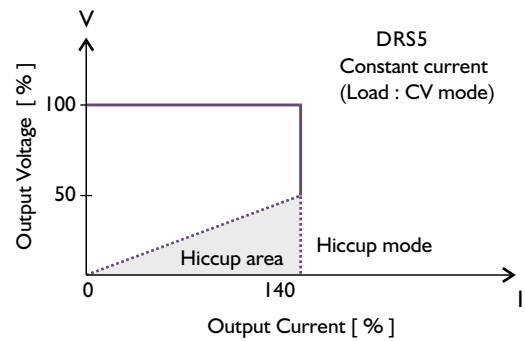 V
DRS5
Constant current
(Load : CV mode)
Output Voltage [ % ]
100
50
Hiccup area
Hiccup mode
0
140
I
Output Current [ % ]